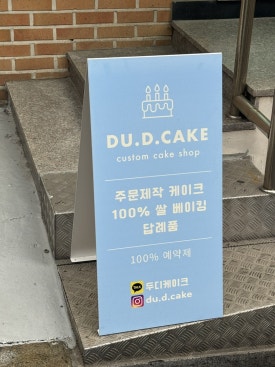 DU.D.CAKE
custom cake shop
주문제작 케이크
100% 쌀 베이킹
답례품
100% 예약제
두디케이크
du.d.cake